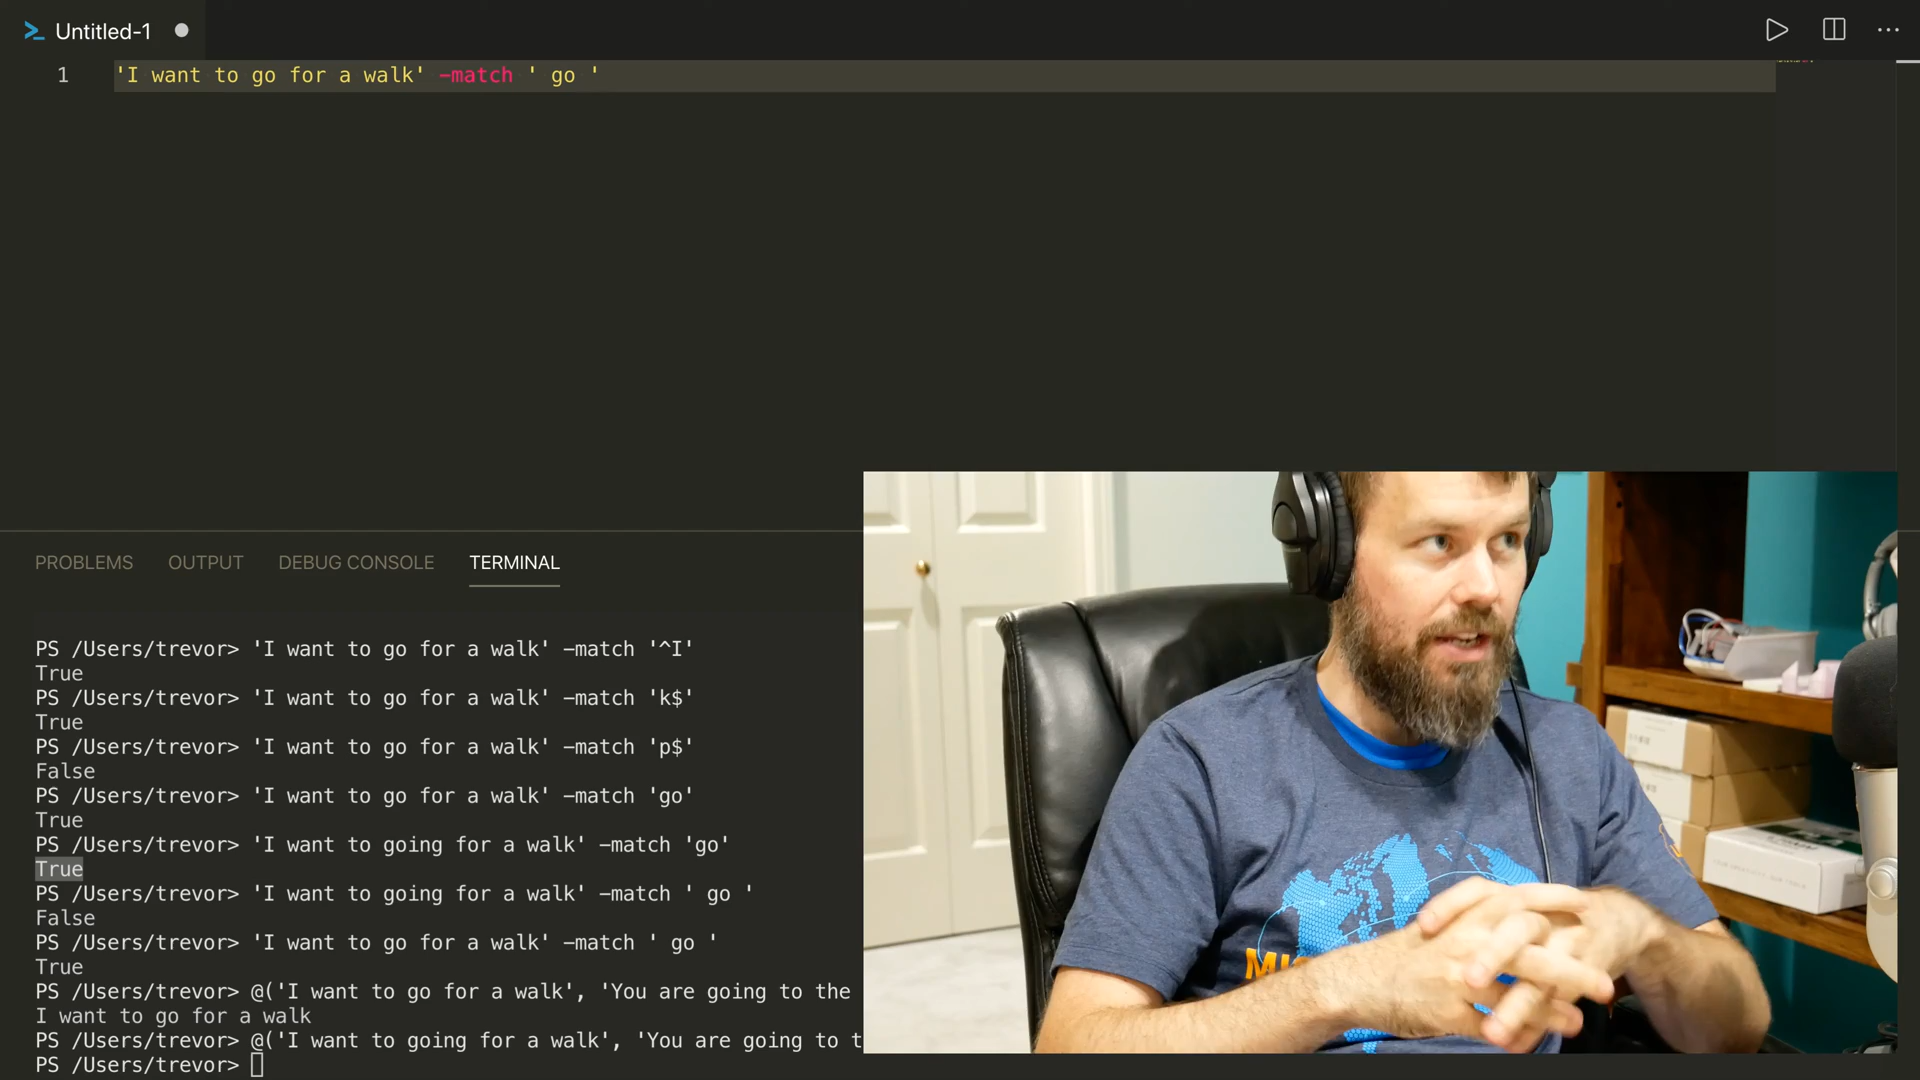 Untitled-1
1 'I want to go for a walk' -match ' go '
PROBLEMS OUTPUT DEBUG CONSOLE TERMINAL
PS /Users/trevor> 'I want to go for a walk' -match '^I'
True
PS /Users/trevor> 'I want to go for a walk' -match 'k$'
True
PS /Users/trevor> 'I want to go for a walk' -match 'p$'
False
PS /Users/trevor> 'I want to go for a walk' -match 'go'
True
PS /Users/trevor> 'I want to going for a walk' -match 'go'
True
PS /Users/trevor> 'I want to going for a walk' -match ' go '
False
PS /Users/trevor> 'I want to go for a walk' -match ' go '
True
PS /Users/trevor> @('I want to go for a walk', 'You are going to the
I want to go for a walk
PS /Users/trevor> @('I want to going for a walk', 'You are going to t
PS /Users/trevor>